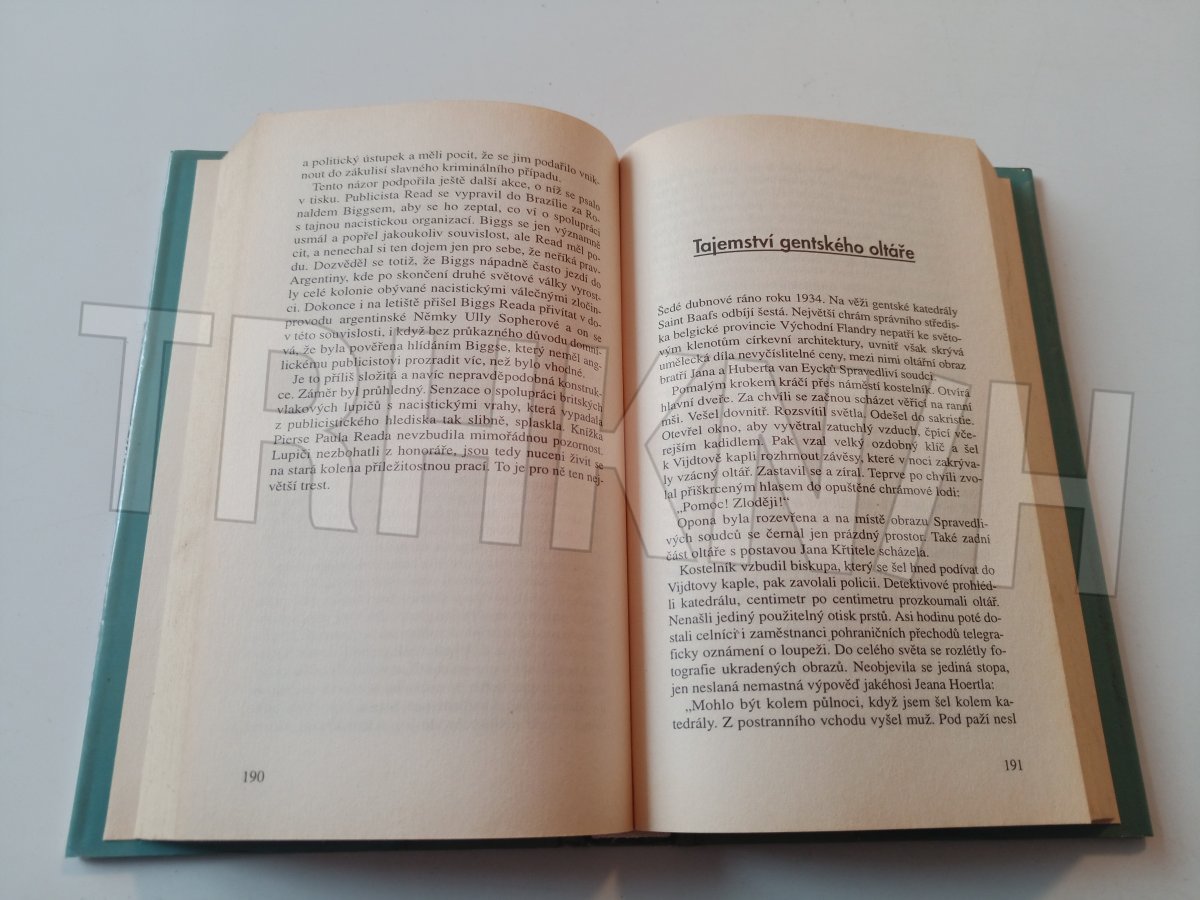 a politický ústupek a měli pocit, že se jim podařilo vnik-
nout do zákulisí slavného kriminálního případu.
Tento názor podpořila ještě další akce, o níž se psalo
v tisku. Publicista Read se vypravil do Brazílie za Ro-
naldem Biggsem, aby se ho zeptal, co ví o spolupráci
s tajnou nacistickou organizací. Biggs se jen významně
usmál a popřel jakoukoliv souvislost, ale Read měl po-
cit, a nenechal si ten dojem jen pro sebe, že neříká prav-
du. Dozvěděl se totiž, že Biggs nápadně často jezdí do
Argentiny, kde po skončení druhé světové války vyrost-
ly celé kolonie obývané nacistickými válečnými zločin-
ci. Dokonce i na letiště přišel Biggs Reada přivítat v do-
provodu argentinské Němky Ully Sopherové a on se
v této souvislosti, i když bez průkazného důvodu domní-
vá, že byla pověřena hlídáním Biggse, který neměl ang-
lickému publicistovi prozradit víc, než bylo vhodné.
Je to příliš složitá a navíc nepravděpodobná konstruk-
ce. Záměr byl průhledný. Senzace o spolupráci britských
vlakových lupičů s nacistickými vrahy, která vypadala
z publicistického hlediska tak slibně, splaskla. Knížka
Pierse Paula Reada nevzbudila mimořádnou pozornost.
Lupiči nezbohatli z honorářů, jsou tedy nuceni živit se
na stará kolena příležitostnou prací. To je pro ně ten nej-
větší trest.
190
Tajemství gentského oltáře
Šedé dubnové ráno roku 1934. Na věži gentské katedrály
Saint Baafs odbíjí šestá. Největší chrám správního středis-
ka belgické provincie Východní Flandry nepatří ke světo-
vým klenotům církevní architektury, uvnitř však skrývá
umělecká díla nevyčíslitelné ceny, mezi nimi oltářní obraz
bratří Jana a Huberta van Eycků Spravedliví soudci.
Pomalým krokem kráčí přes náměstí kostelník. Otvírá
hlavní dveře. Za chvíli se začnou scházet věřící na ranní
mši. Vešel dovnitř. Rozsvítil světla. Odešel do sakristie.
Otevřel okno, aby vyvětral zatuchlý vzduch, čpící vče-
rejším kadidlem. Pak vzal velký ozdobný klíč a šel
k Vijdtově kapli rozhrnout závěsy, které v noci zakrýva-
ly vzácný oltář. Zastavil se a zíral. Teprve po chvíli zvo-
lal přiškrceným hlasem do opuštěné chrámové lodi:
„Pomoc! Zloději!“
Opona byla rozevřena a na místě obrazu Spravedli-
vých soudců se černal jen prázdný prostor. Také zadní
část oltáře s postavou Jana Křtitele scházela.
Kostelník vzbudil biskupa, který se šel hned podívat do
Vijdtovy kaple, pak zavolali policii. Detektivové prohléd-
li katedrálu, centimetr po centimetru prozkoumali oltář.
Nenašli jediný použitelný otisk prstů. Asi hodinu poté do-
stali celníci i zaměstnanci pohraničních přechodů telegra-
ficky oznámení o loupeži. Do celého světa se rozlétly fo-
tografie ukradených obrazů. Neobjevila se jediná stopa,
jen neslaná nemastná výpověď jakéhosi Jeana Hoertla:
„Mohlo být kolem půlnoci, když jsem šel kolem ka-
tedrály. Z postranního vchodu vyšel muž. Pod paží nesl
191